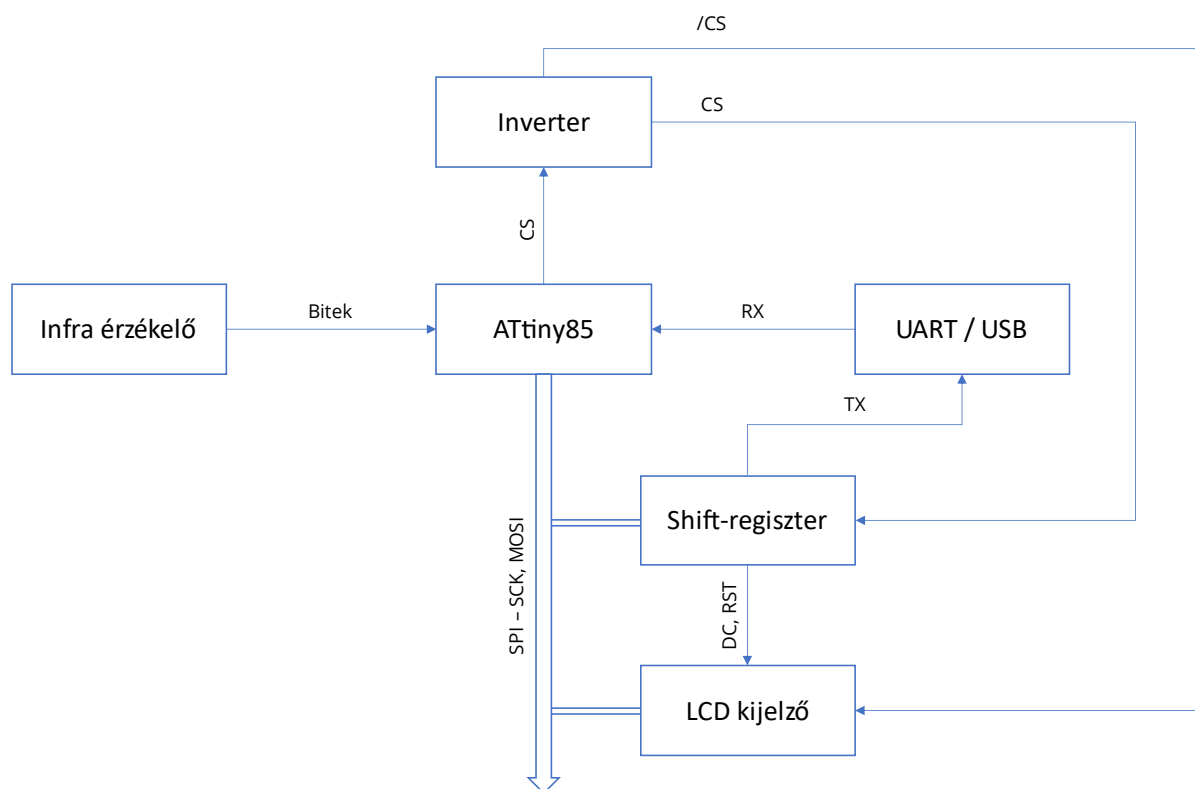 /CS
Inverter
CS
CS
Infra érzékelő
Bitek
ATtiny85
RX
UART / USB
TX
Shift-regiszter
SPI – SCK, MOSI
DC, RST
LCD kijelző